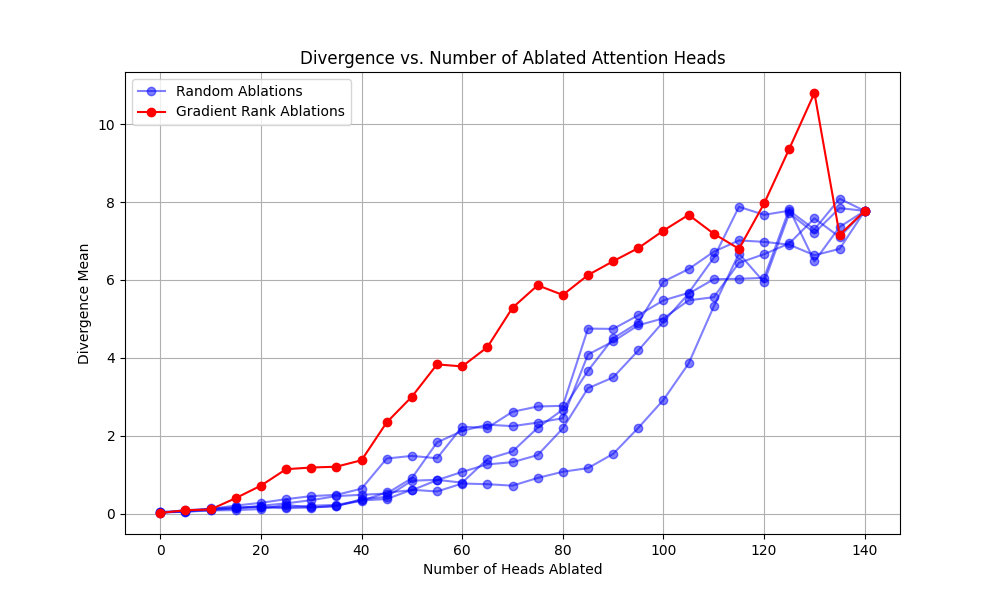 Divergence vs. Number of Ablated Attention Heads
Random Ablations
Gradient Rank Ablations
Divergence Mean
10
8
6
4
2
0
0 20 40 60 80 100 120 140
Number of Heads Ablated